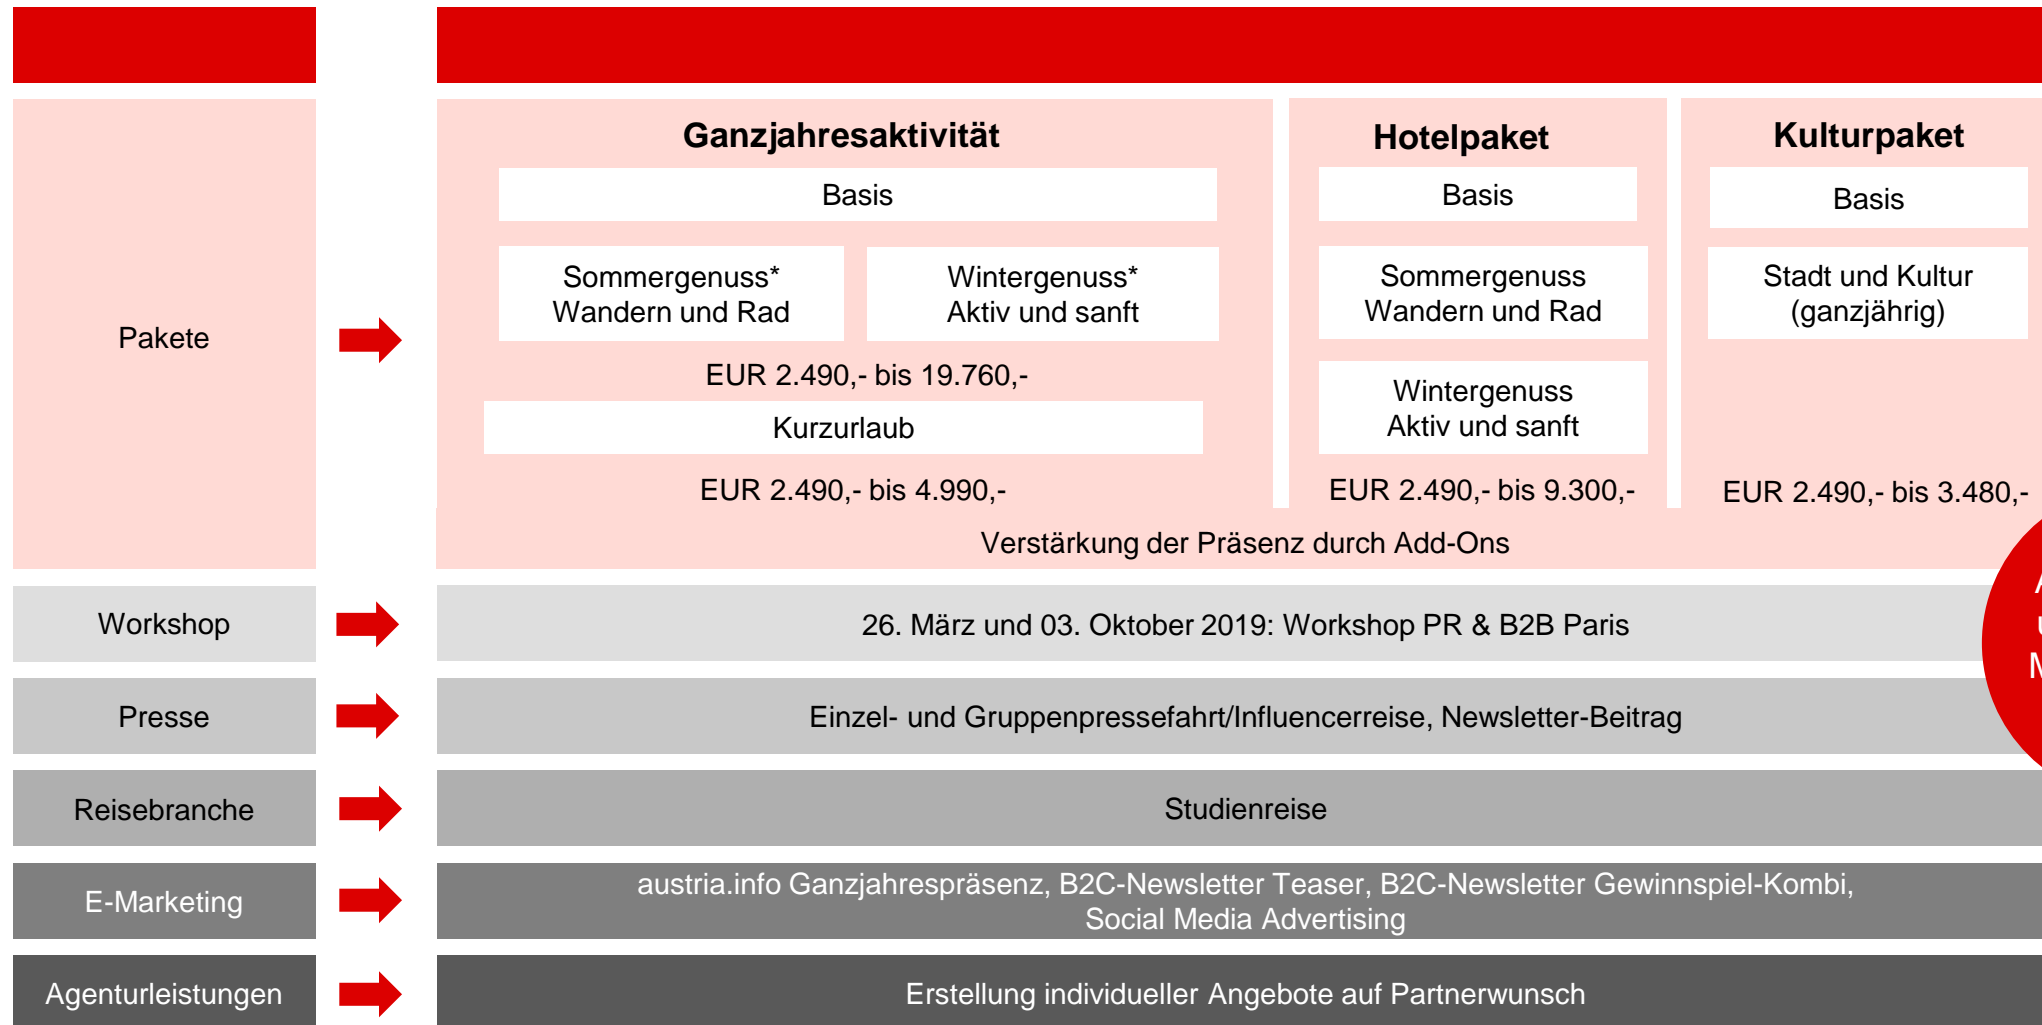 Pakete
Ganzjahresaktivität
Basis
Sommergenuss*
Wandern und Rad
Wintergenuss*
Aktiv und sanft
EUR 2.490,- bis 19.760,-
Kurzurlaub
EUR 2.490,- bis 4.990,-
Hotelpaket
Basis
Sommergenuss
Wandern und Rad
Wintergenuss
Aktiv und sanft
EUR 2.490,- bis 9.300,-
Kulturpaket
Basis
Stadt und Kultur
(ganzjährig)
EUR 2.490,- bis 3.480,-
Verstärkung der Präsenz durch Add-Ons
Workshop
26. März und 03. Oktober 2019: Workshop PR & B2B Paris
Presse
Einzel- und Gruppenpressefahrt/Influencerreise, Newsletter-Beitrag
Reisebranche
Studienreise
E-Marketing
austria.info Ganzjahrespräsenz, B2C-Newsletter Teaser, B2C-Newsletter Gewinnspiel-Kombi,
Social Media Advertising
Agenturleistungen
Erstellung individueller Angebote auf Partnerwunsch